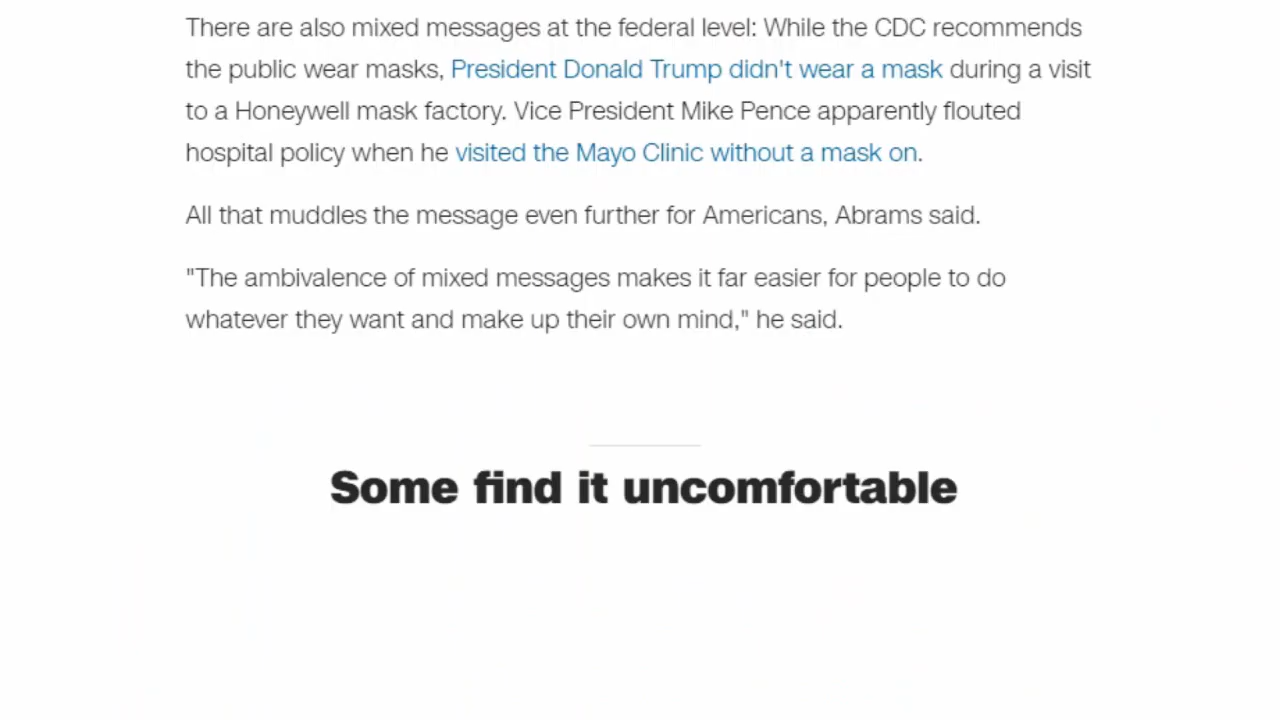 There are also mixed messages at the federal level: While the CDC recommends
the public wear masks, President Donald Trump didn't wear a mask during a visit
to a Honeywell mask factory. Vice President Mike Pence apparently flouted
hospital policy when he visited the Mayo Clinic without a mask on.
All that muddles the message even further for Americans, Abrams said.
"The ambivalence of mixed messages makes it far easier for people to do
whatever they want and make up their own mind," he said.
Some find it uncomfortable